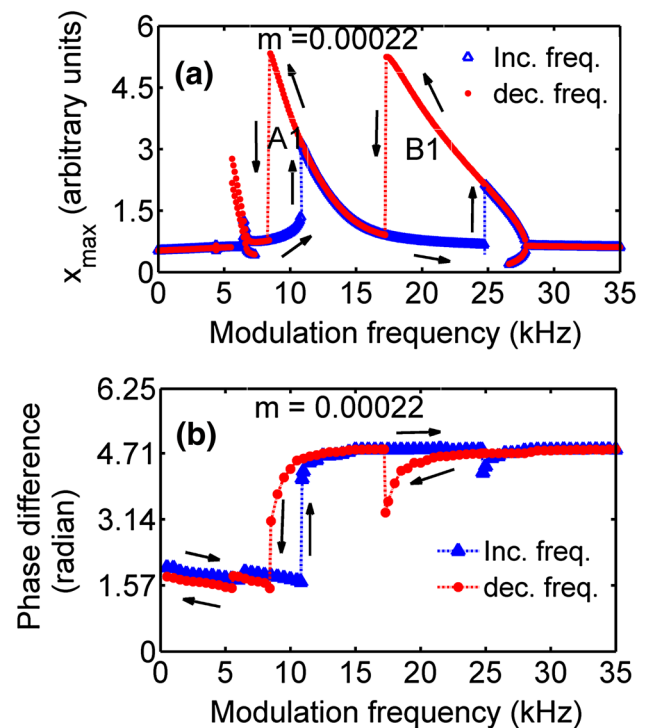 6
m =0.00022
(a)
Inc. freq.
dec. freq.
4.5
A1
B1
3
1.5
0
x_max (arbitrary units)
0 5 10 15 20 25 30 35
Modulation frequency (kHz)
6.25
m = 0.00022
(b)
4.71
3.14
Inc. freq.
dec. freq.
1.57
0
Phase difference
(radian)
0 5 10 15 20 25 30 35
Modulation frequency (kHz)